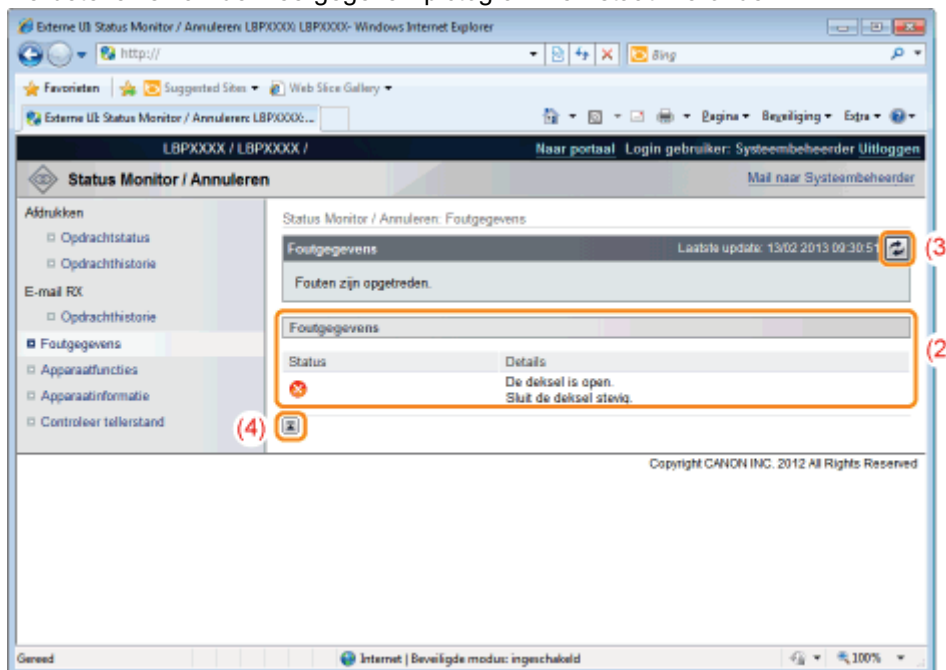 Externe UI: Status Monitor / Annuleren: LBPXXXX: LBPXXXX- Windows Internet Explorer
http://
Bing
Favorieten Suggested Sites Web Slice Gallery
Externe UI: Status Monitor / Annuleren: LBPXXXX:... Pagina Beveiliging Extra
LBPXXXX / LBPXXXX / Naar portaal Login gebruiker: Systeembeheerder Uitloggen
Status Monitor / Annuleren Mail naar Systeembeheerder
Afdrukken
Opdrachtstatus
Opdrachthistorie
E-mail RX
Opdrachthistorie
Foutgegevens
Apparaatfuncties
Apparaatinformatie
Controleer tellerstand
Status Monitor / Annuleren: Foutgegevens
Foutgegevens Laatste update: 13/02 2013 09:30:51
(3
Fouten zijn opgetreden.
Foutgegevens
(2
Status Details
De deksel is open.
Sluit de deksel stevig.
(4)
Copyright CANON INC. 2012 All Rights Reserved
Gereed Internet | Beveiligde modus: ingeschakeld 100%